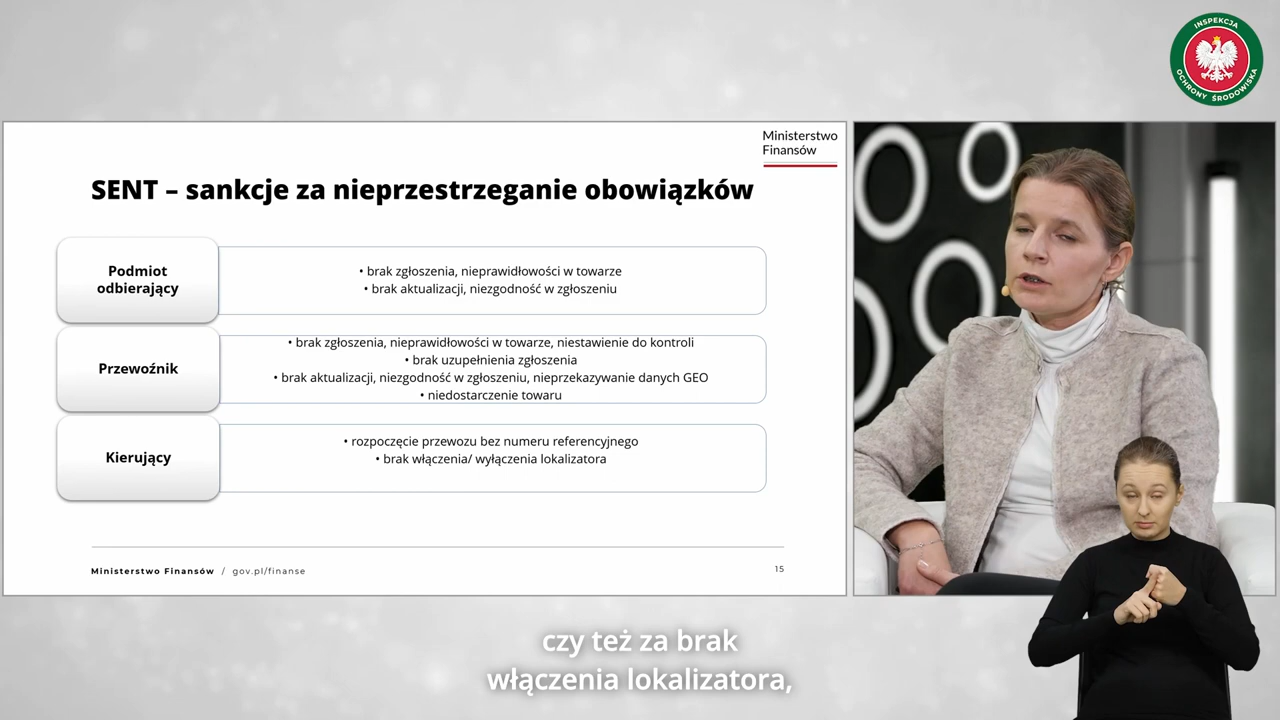 INSPEKCJA
OCHRONY ŚRODOWISKA
Ministerstwo
Finansów
SENT – sankcje za nieprzestrzeganie obowiązków
Podmiot
odbierający
• brak zgłoszenia, nieprawidłowości w towarze
• brak aktualizacji, niezgodność w zgłoszeniu
Przewoźnik
• brak zgłoszenia, nieprawidłowości w towarze, niestawienie do kontroli
• brak uzupełnienia zgłoszenia
• brak aktualizacji, niezgodność w zgłoszeniu, nieprzekazywanie danych GEO
• niedostarczenie towaru
Kierujący
• rozpoczęcie przewozu bez numeru referencyjnego
• brak włączenia/ wyłączenia lokalizatora
Ministerstwo Finansów / gov.pl/finanse
15
czy też za brak
włączenia lokalizatora,